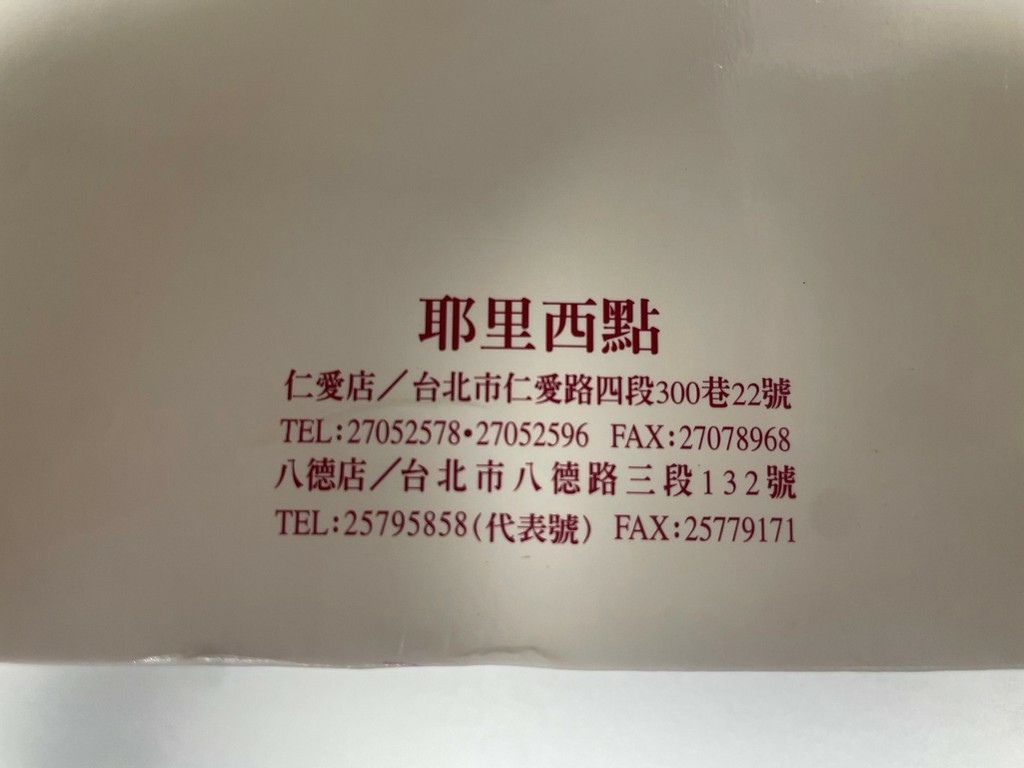 耶里西點
仁愛店／台北市仁愛路四段300巷22號
TEL:27052578•27052596 FAX:27078968
八德店／台北市八德路三段132號
TEL:25795858(代表號) FAX:25779171